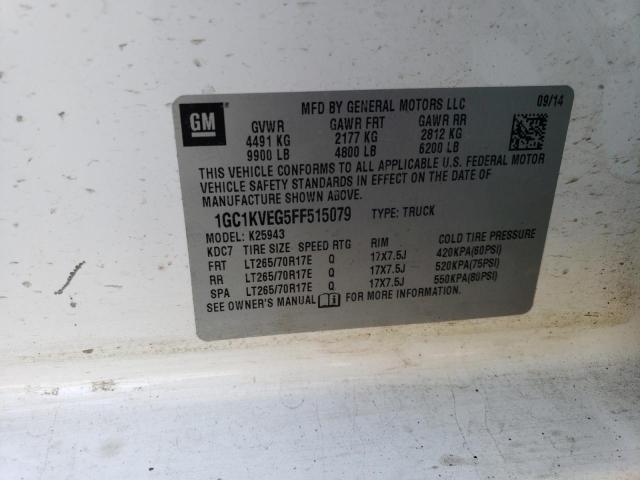 MFD BY GENERAL MOTORS LLC 09/14
GM
GVWR GAWR FRT GAWR RR
4491 KG 2177 KG 2812 KG
9900 LB 4800 LB 6200 LB
THIS VEHICLE CONFORMS TO ALL APPLICABLE U.S. FEDERAL MOTOR
VEHICLE SAFETY STANDARDS IN EFFECT ON THE DATE OF
MANUFACTURE SHOWN ABOVE.
1GC1KVEG5FF515079 TYPE: TRUCK
MODEL: K25943
KDC7 TIRE SIZE SPEED RTG RIM COLD TIRE PRESSURE
FRT LT265/70R17E Q 17X7.5J 420KPA(60PSI)
RR LT265/70R17E Q 17X7.5J 520KPA(75PSI)
SPA LT265/70R17E Q 17X7.5J 550KPA(80PSI)
SEE OWNER'S MANUAL FOR MORE INFORMATION.